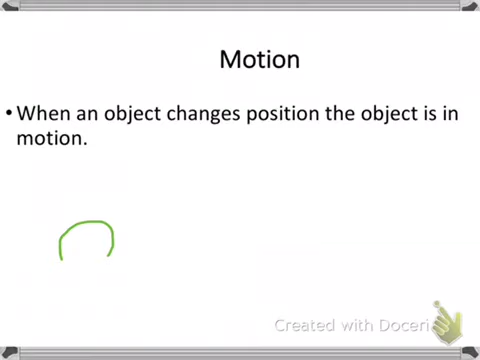 Motion
• When an object changes position the object is in
motion.
Created with Doceri